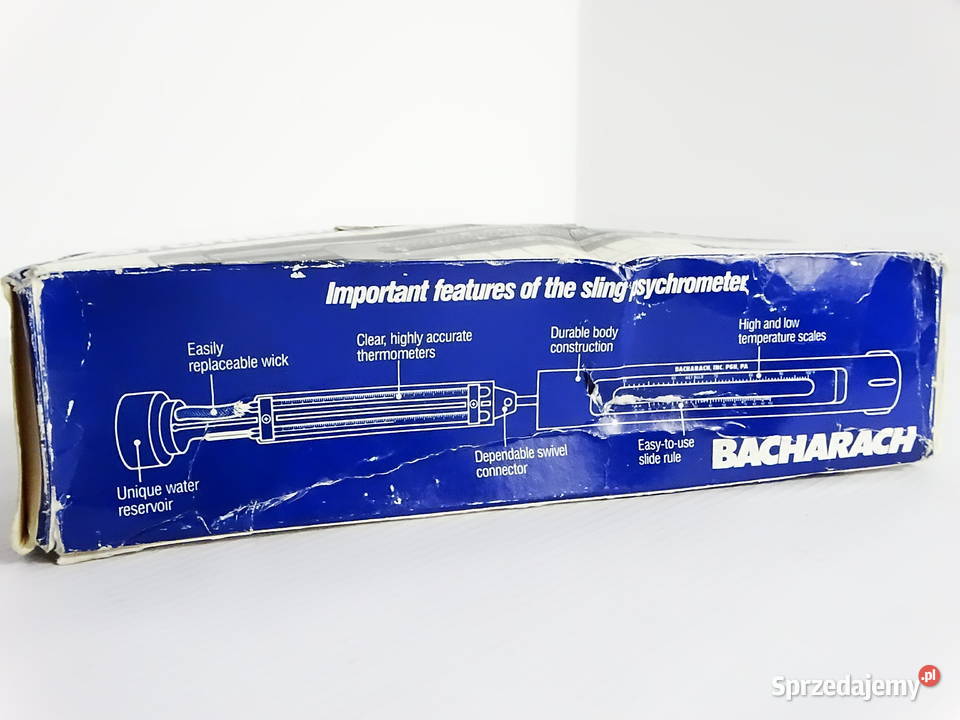 Important features of the sling psychrometer
Easily
replaceable wick
Clear, highly accurate
thermometers
Durable body
construction
High and low
temperature scales
BACHARACH, INC. PGH, PA
Unique water
reservoir
Dependable swivel
connector
Easy-to-use
slide rule
BACHARACH
Sprzedajemy.pl